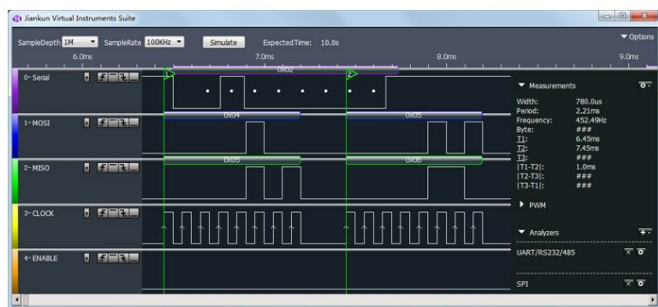 Jiankun Virtual Instruments Suite
SampleDepth 1M SampleRate 100KHz Simulate ExpectedTime: 10.0s Options
6.0ms 7.0ms 8.0ms 9.0ms
0- Serial 1 0X02 2
1- MOSI 0X04 0X05
2- MISO 0X05 0X06
3- CLOCK
4- ENABLE
Measurements
Width: 780.0us
Period: 2.21ms
Frequency: 452.49Hz
Byte: ###
T1: 6.45ms
T2: 7.45ms
T3: ###
|T1-T2|: 1.0ms
|T2-T3|: ###
|T3-T1|: ###
PWM
Analyzers
UART/RS232/485
SPI